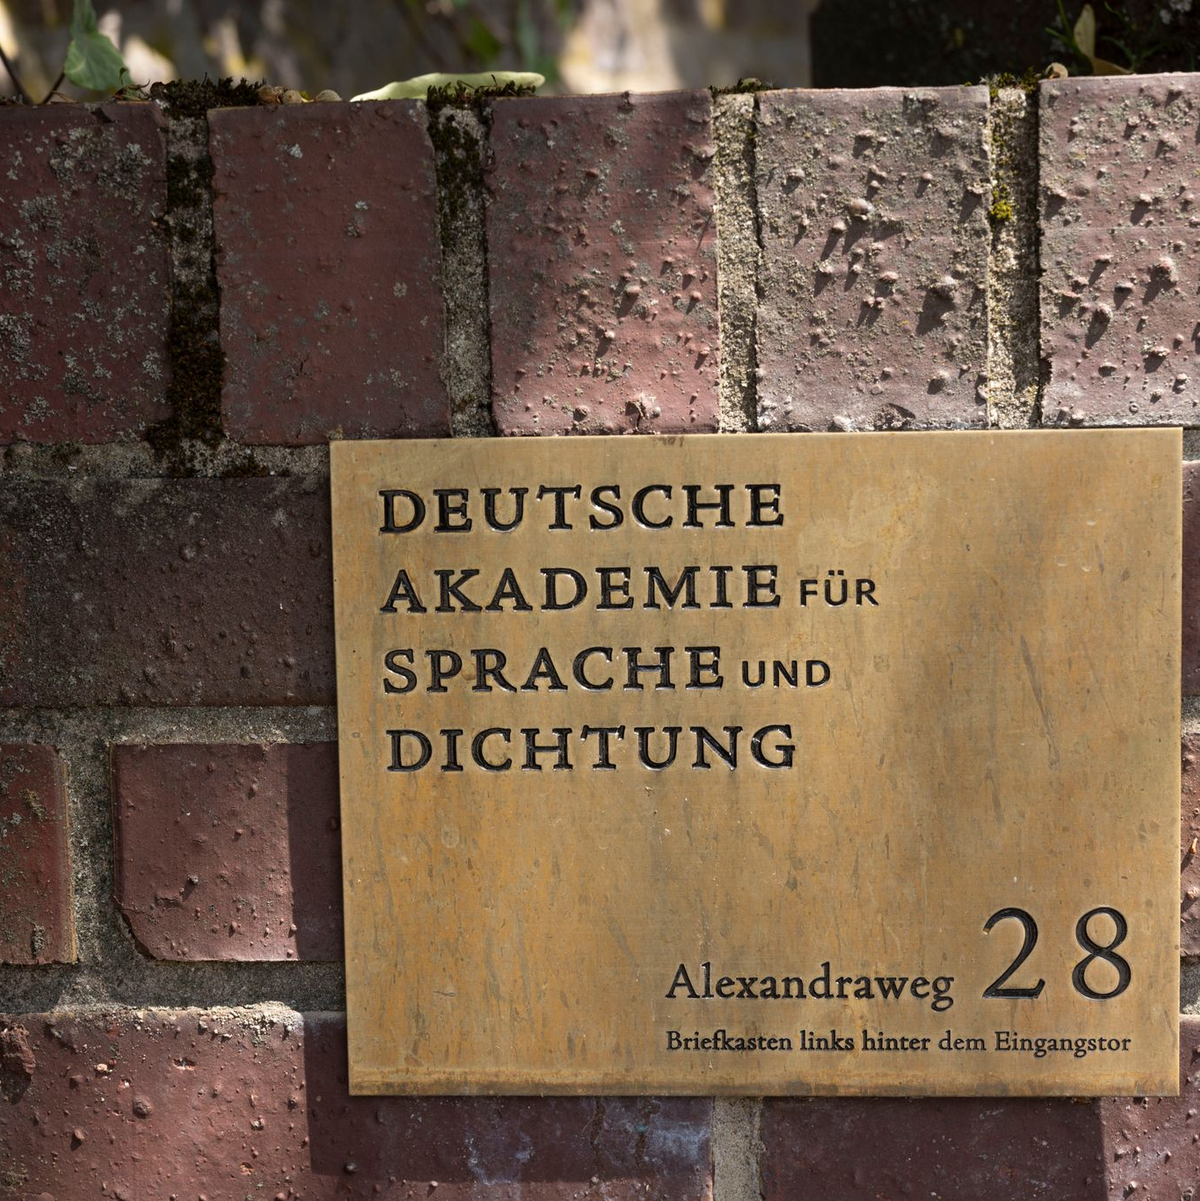 DEUTSCHE
AKADEMIE FÜR
SPRACHE UND
DICHTUNG
Alexandraweg 28
Briefkasten links hinter dem Eingangstor